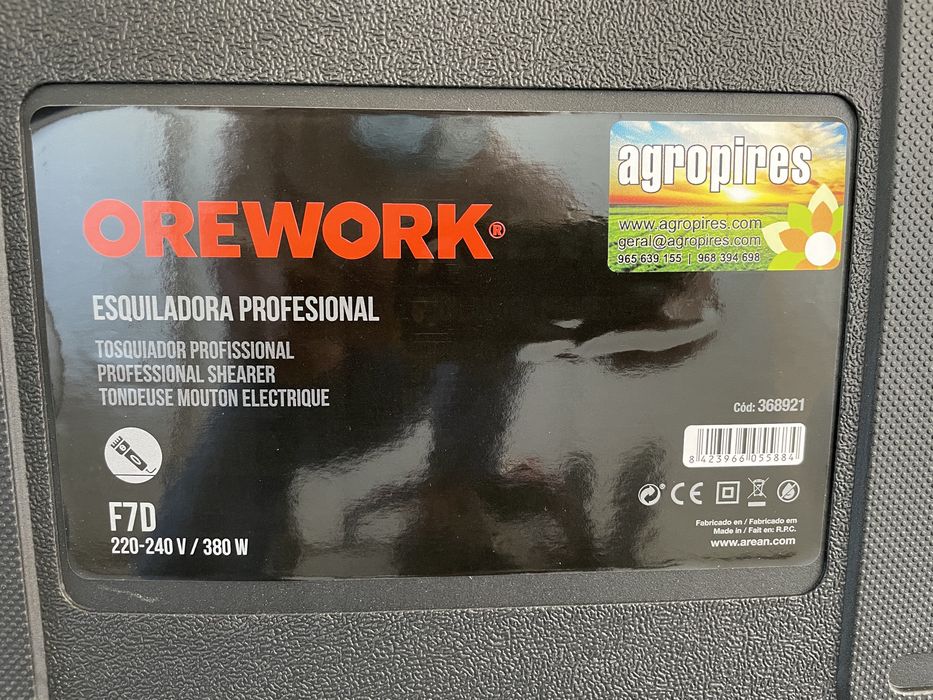 OREWORK®
ESQUILADORA PROFESIONAL
TOSQUIADOR PROFISSIONAL
PROFESSIONAL SHEARER
TONDEUSE MOUTON ELECTRIQUE
F7D
220-240 V / 380 W
agropires
www.agropires.com
geral@agropires.com
965 639 155 | 968 394 698
Cód: 368921
8 423966 055884
CE
Fabricado en / Fabricado em
Made in / Fait en: R.P.C.
www.arean.com